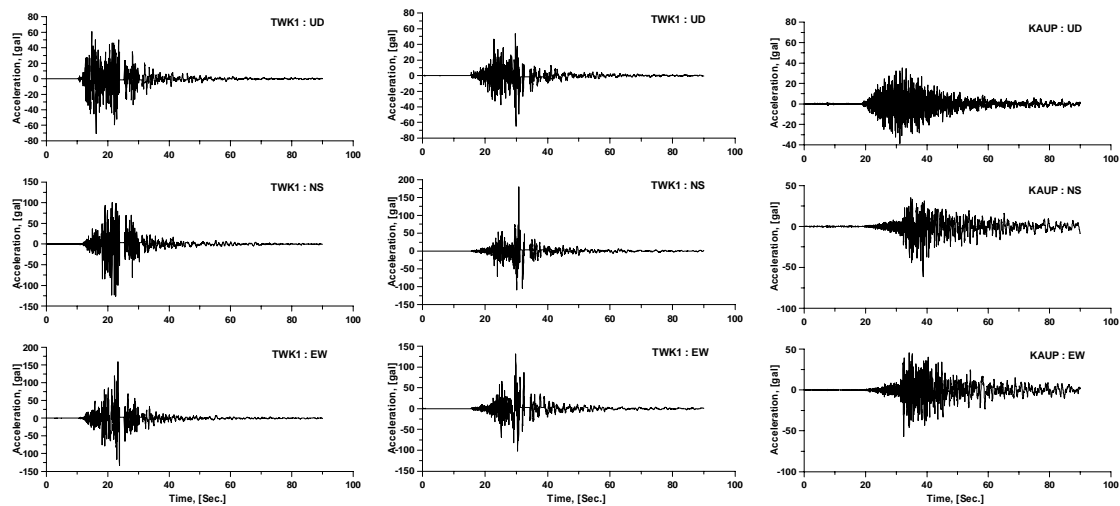 TWK1 : UD
Acceleration, [gal]
80
60
40
20
0
-20
-40
-60
-80
0 20 40 60 80 100
TWK1 : UD
Acceleration, [gal]
80
60
40
20
0
-20
-40
-60
-80
0 20 40 60 80 100
KAUP : UD
Acceleration, [gal]
80
60
40
20
0
-20
-40
0 20 40 60 80 100
TWK1 : NS
Acceleration, [gal]
150
100
50
0
-50
-100
-150
0 20 40 60 80 100
TWK1 : NS
Acceleration, [gal]
200
150
100
50
0
-50
-100
-150
0 20 40 60 80 100
KAUP : NS
Acceleration, [gal]
50
0
-50
-100
0 20 40 60 80 100
TWK1 : EW
Acceleration, [gal]
200
150
100
50
0
-50
-100
-150
0 20 40 60 80 100
Time, [Sec.]
TWK1 : EW
Acceleration, [gal]
150
100
50
0
-50
-100
-150
0 20 40 60 80 100
Time, [Sec.]
KAUP : EW
Acceleration, [gal]
50
0
-50
-100
0 20 40 60 80 100
Time, [Sec.]